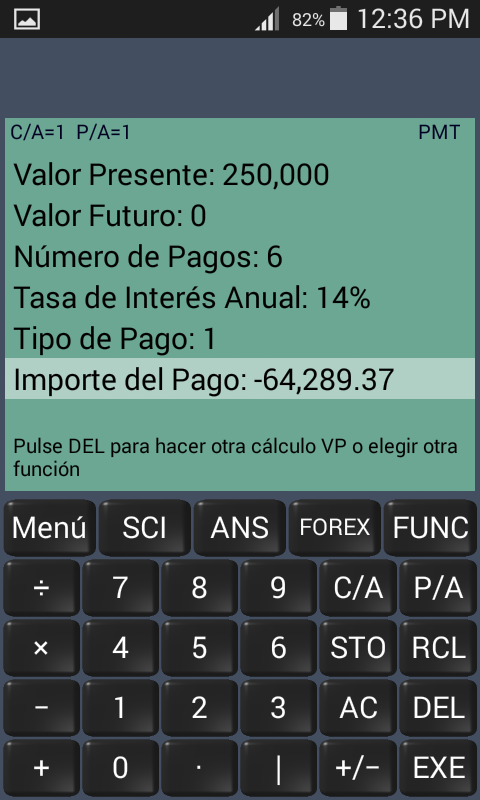 82% 12:36 PM
C/A=1 P/A=1 PMT
Valor Presente: 250,000
Valor Futuro: 0
Número de Pagos: 6
Tasa de Interés Anual: 14%
Tipo de Pago: 1
Importe del Pago: -64,289.37
Pulse DEL para hacer otra cálculo VP o elegir otra
función
Menú SCI ANS FOREX FUNC
÷ 7 8 9 C/A P/A
× 4 5 6 STO RCL
− 1 2 3 AC DEL
+ 0 · | +/− EXE